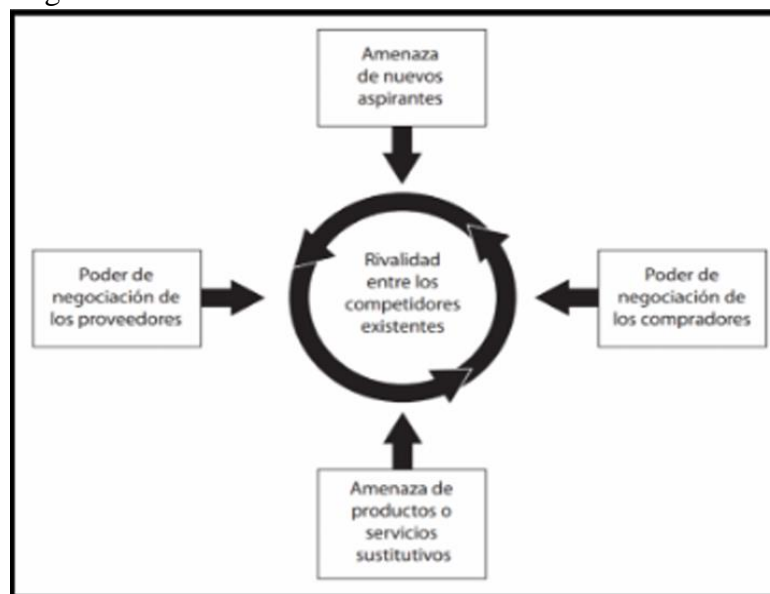 Amenaza
de nuevos
aspirantes
Poder de
negociación de
los proveedores
Rivalidad
entre los
competidores
existentes
Poder de
negociación de
los compradores
Amenaza de
productos o
servicios
sustitutivos